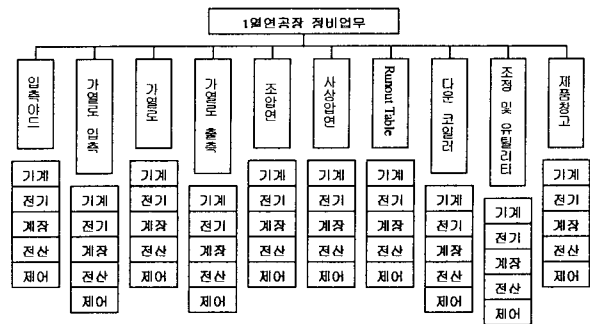 1열연공장 정비업무
입측야드
기계
전기
계장
전산
제어
가열로 입측
기계
전기
계장
전산
제어
가열로
기계
전기
계장
전산
제어
가열로 출측
기계
전기
계장
전산
제어
조압연
기계
전기
계장
전산
제어
사상압연
기계
전기
계장
전산
제어
Runout Table
기계
전기
계장
전산
제어
다운 코일러
기계
전기
계장
전산
제어
조정 및 유틸리티
기계
전기
계장
전산
제어
제품창고
기계
전기
계장
전산
제어